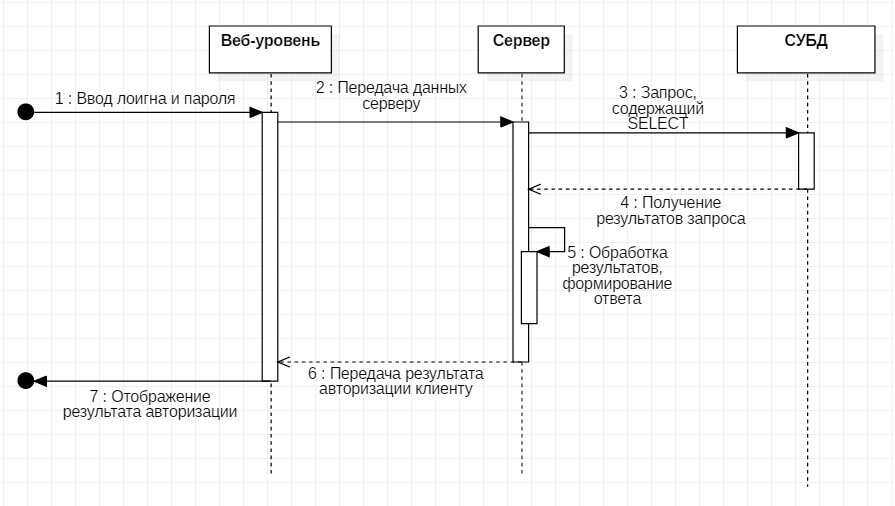 Веб-уровень
Сервер
СУБД
1 : Ввод лоигна и пароля
2 : Передача данных
серверу
3 : Запрос,
содержащий
SELECT
4 : Получение
результатов запроса
5 : Обработка
результатов,
формирование
ответа
6 : Передача результата
авторизации клиенту
7 : Отображение
результата авторизации